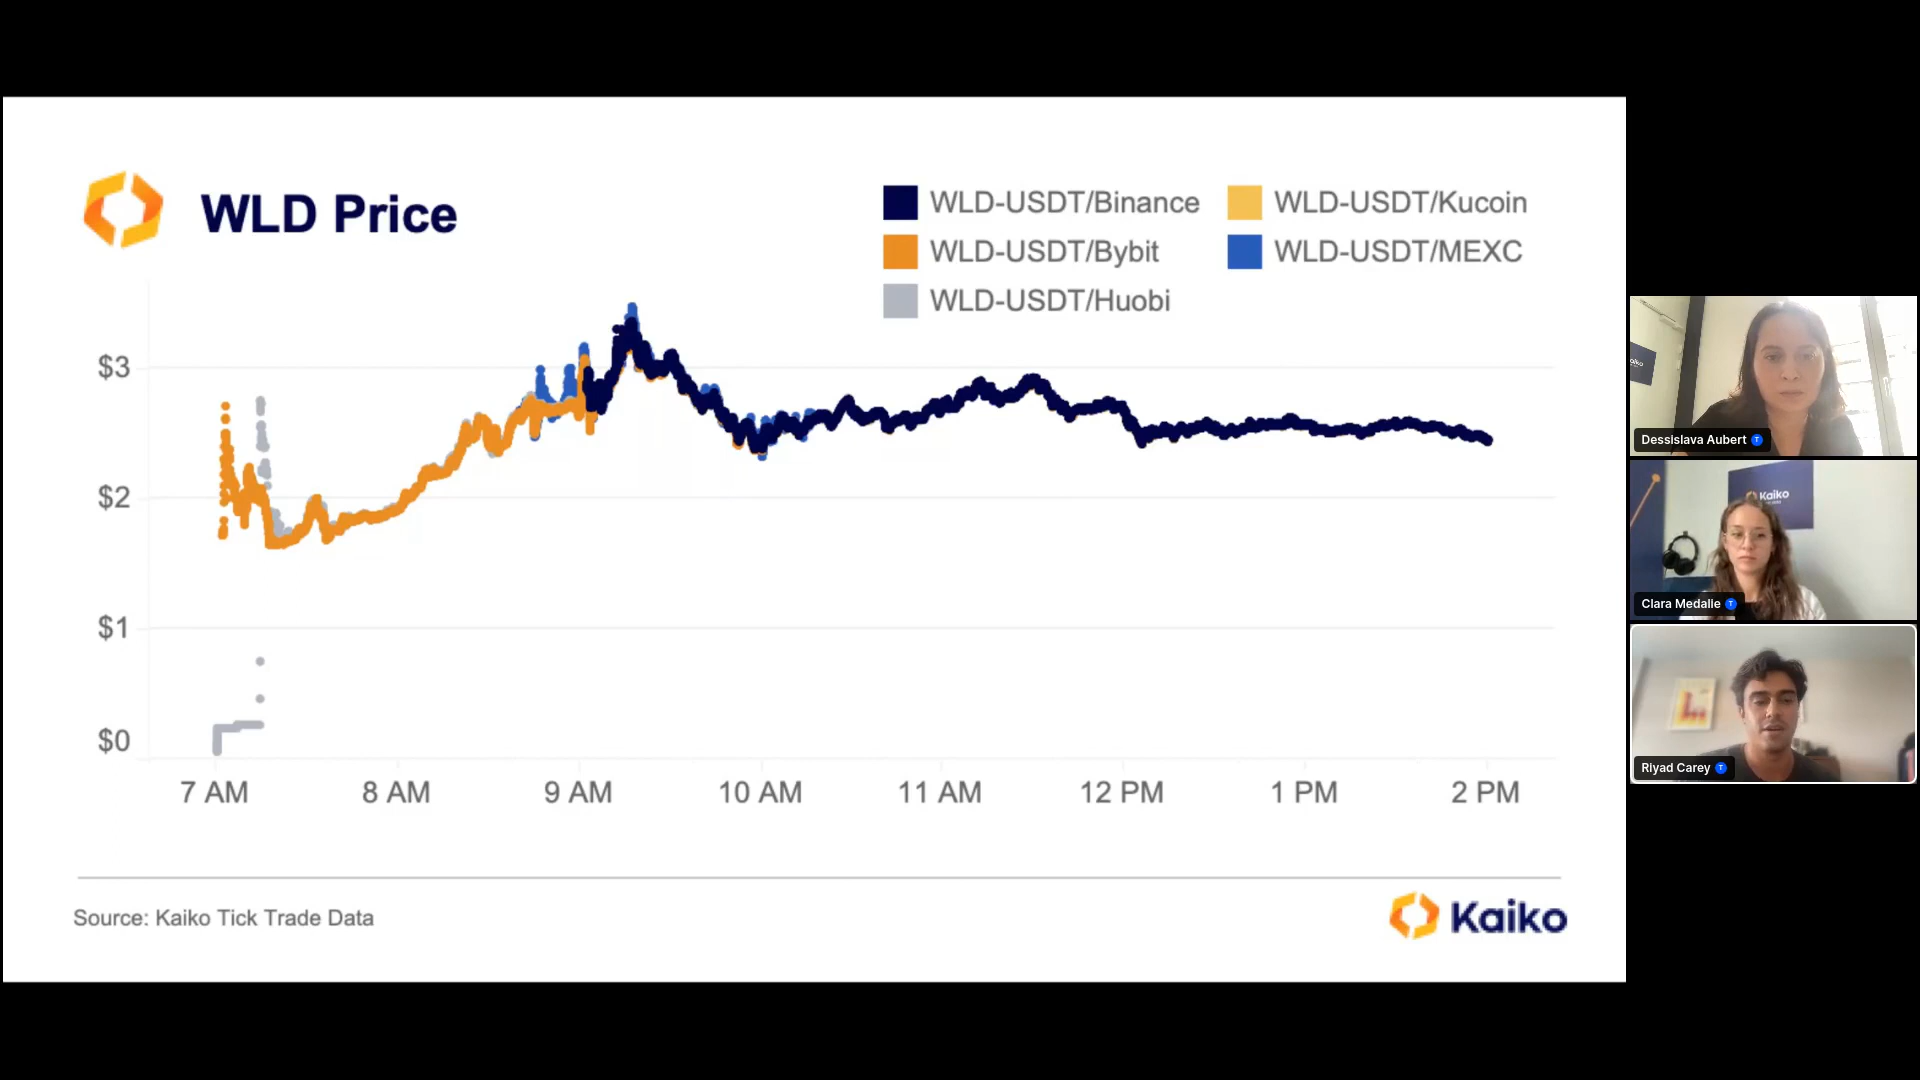 WLD Price
WLD-USDT/Binance
WLD-USDT/Kucoin
WLD-USDT/Bybit
WLD-USDT/MEXC
WLD-USDT/Huobi
$3
$2
$1
$0
7 AM
8 AM
9 AM
10 AM
11 AM
12 PM
1 PM
2 PM
Source: Kaiko Tick Trade Data
Kaiko
Dessislava Aubert
Kaiko
Clara Medalie
Riyad Carey